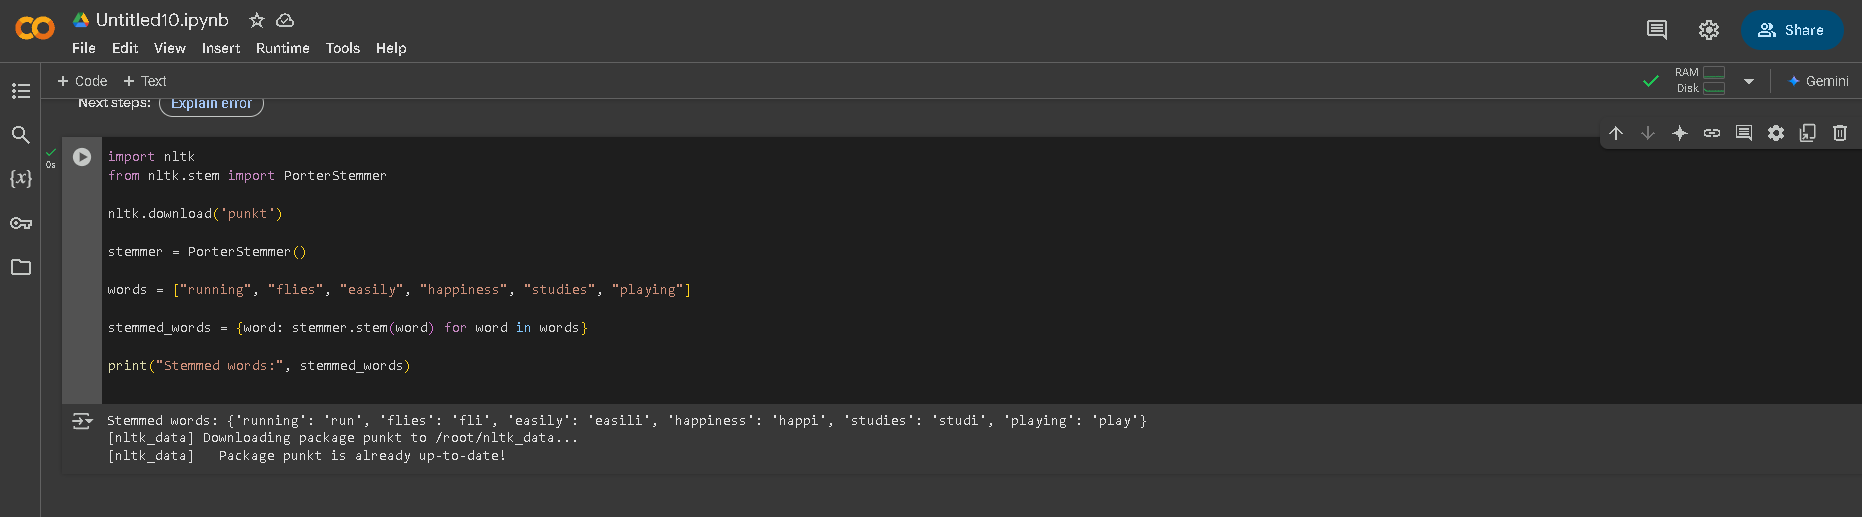 Untitled10.ipynb
File Edit View Insert Runtime Tools Help
Share
+ Code + Text
RAM
Disk
Gemini
Next steps: Explain error
0s
import nltk
from nltk.stem import PorterStemmer
nltk.download('punkt')
stemmer = PorterStemmer()
words = ["running", "flies", "easily", "happiness", "studies", "playing"]
stemmed_words = {word: stemmer.stem(word) for word in words}
print("Stemmed words:", stemmed_words)
Stemmed words: {'running': 'run', 'flies': 'fli', 'easily': 'easili', 'happiness': 'happi', 'studies': 'studi', 'playing': 'play'}
[nltk_data] Downloading package punkt to /root/nltk_data...
[nltk_data]   Package punkt is already up-to-date!